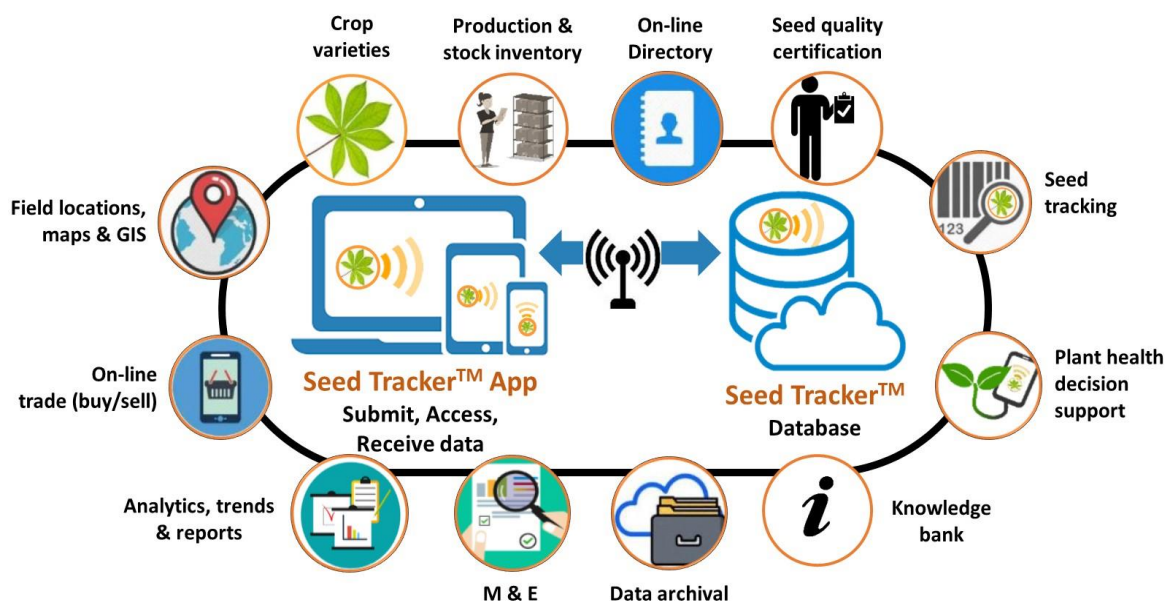 Crop
varieties
Production &
stock inventory
On-line
Directory
Seed quality
certification
Field locations,
maps & GIS
Seed
tracking
123
On-line
trade (buy/sell)
Seed Tracker™ App
Submit, Access,
Receive data
Seed Tracker™
Database
Plant health
decision
support
Analytics, trends
& reports
M & E
Data archival
i
Knowledge
bank